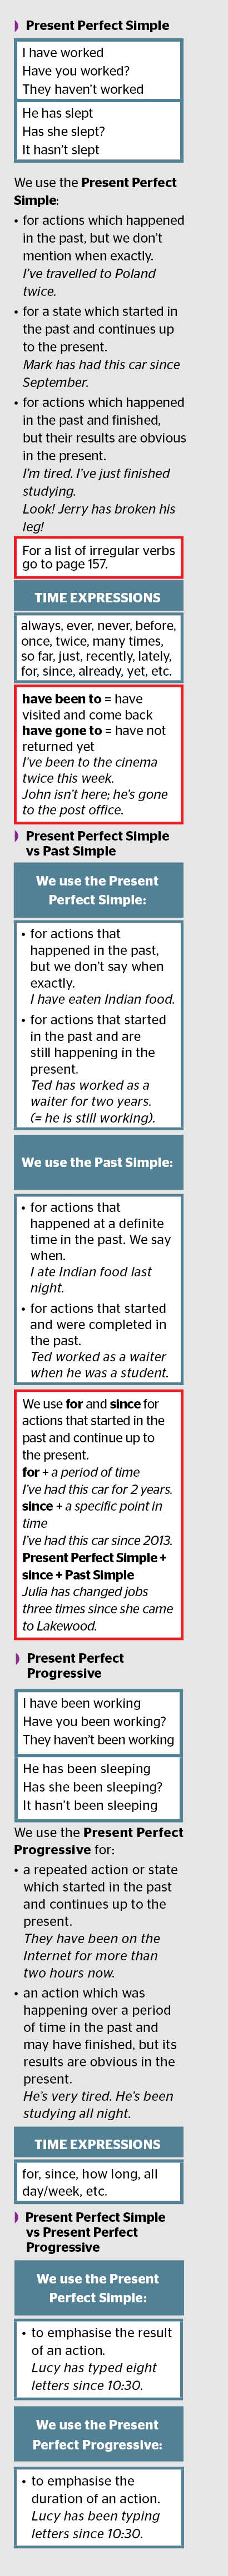 Present Perfect Simple
I have worked
Have you worked?
They haven't worked
He has slept
Has she slept?
It hasn't slept
We use the Present Perfect
Simple:
• for actions which happened
in the past, but we don't
mention when exactly.
I've travelled to Poland
twice.
• for a state which started in
the past and continues up
to the present.
Mark has had this car since
September.
• for actions which happened
in the past and finished,
but their results are obvious
in the present.
I'm tired. I've just finished
studying.
Look! Jerry has broken his
leg!
For a list of irregular verbs
go to page 157.
TIME EXPRESSIONS
always, ever, never, before,
once, twice, many times,
so far, just, recently, lately,
for, since, already, yet, etc.
have been to = have
visited and come back
have gone to = have not
returned yet
I've been to the cinema
twice this week.
John isn't here; he's gone
to the post office.
Present Perfect Simple
vs Past Simple
We use the Present
Perfect Simple:
• for actions that
happened in the past,
but we don't say when
exactly.
I have eaten Indian food.
• for actions that started
in the past and are
still happening in the
present.
Ted has worked as a
waiter for two years.
(= he is still working).
We use the Past Simple:
• for actions that
happened at a definite
time in the past. We say
when.
I ate Indian food last
night.
• for actions that started
and were completed in
the past.
Ted worked as a waiter
when he was a student.
We use for and since for
actions that started in the
past and continue up to
the present.
for + a period of time
I've had this car for 2 years.
since + a specific point in
time
I've had this car since 2013.
Present Perfect Simple +
since + Past Simple
Julia has changed jobs
three times since she came
to Lakewood.
Present Perfect
Progressive
I have been working
Have you been working?
They haven't been working
He has been sleeping
Has she been sleeping?
It hasn't been sleeping
We use the Present Perfect
Progressive for:
• a repeated action or state
which started in the past
and continues up to the
present.
They have been on the
Internet for more than
two hours now.
• an action which was
happening over a period
of time in the past and
may have finished, but its
results are obvious in the
present.
He's very tired. He's been
studying all night.
TIME EXPRESSIONS
for, since, how long, all
day/week, etc.
Present Perfect Simple
vs Present Perfect
Progressive
We use the Present
Perfect Simple:
• to emphasise the result
of an action.
Lucy has typed eight
letters since 10:30.
We use the Present
Perfect Progressive:
• to emphasise the
duration of an action.
Lucy has been typing
letters since 10:30.